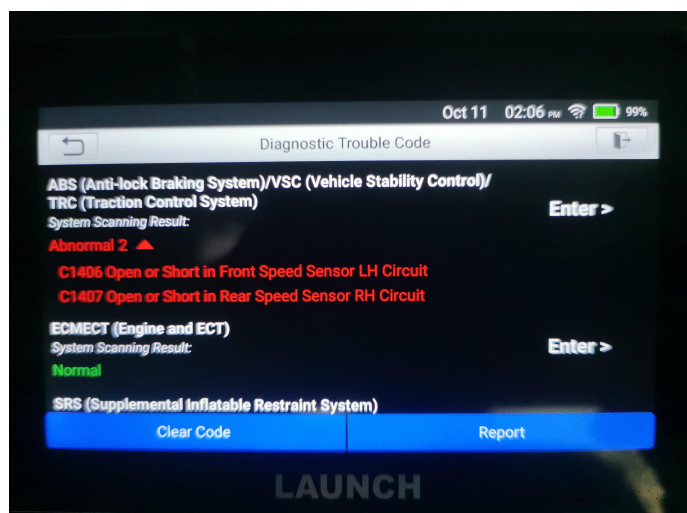 Oct 11 02:06 PM 99%
Diagnostic Trouble Code
ABS (Anti-lock Braking System)/VSC (Vehicle Stability Control)/
TRC (Traction Control System)
Enter >
System Scanning Result:
Abnormal 2
C1406 Open or Short in Front Speed Sensor LH Circuit
C1407 Open or Short in Rear Speed Sensor RH Circuit
ECMECT (Engine and ECT)
System Scanning Result:
Enter >
Normal
SRS (Supplemental Inflatable Restraint System)
Clear Code
Report
LAUNCH